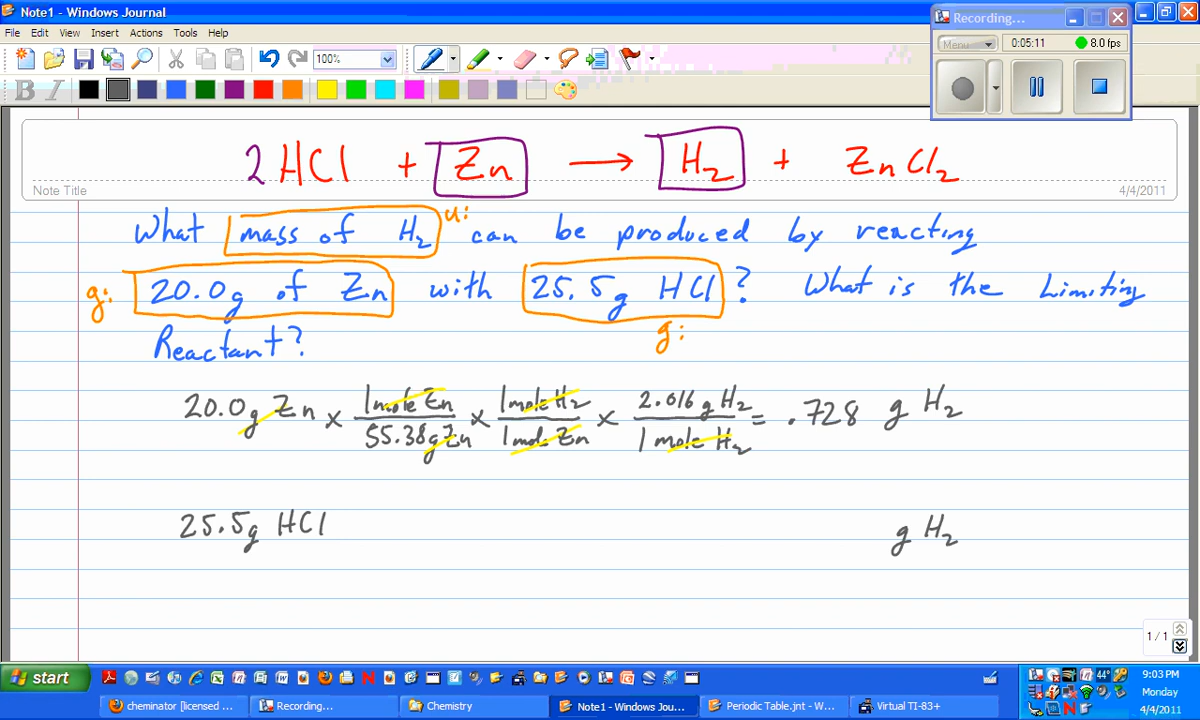 Note1 - Windows Journal
File Edit View Insert Actions Tools Help
100%
B I
Recording...
Menu 0:05:11 8.0 fps
2HCl + Zn → H2 + ZnCl2
Note Title
4/4/2011
What mass of H2 u: can be produced by reacting
g: 20.0g of Zn with 25.5g HCl? What is the Limiting
g:
Reactant?
20.0g Zn x 1mole Zn / 55.38g Zn x 1mole H2 / 1mole Zn x 2.016 g H2 / 1 mole H2 = .728 g H2
25.5g HCl g H2
1 / 1
start
44°
9:03 PM
Monday
4/4/2011
cheminator [licensed ... Recording... Chemistry Note1 - Windows Jou... Periodic Table.jnt - W... Virtual TI-83+